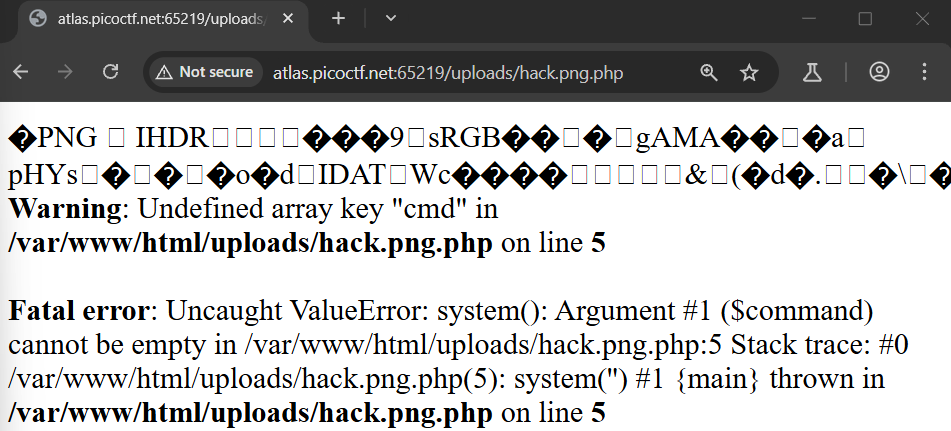 atlas.picoctf.net:65219/uploads/
Not secure atlas.picoctf.net:65219/uploads/hack.png.php
�PNG □ IHDR□□□□���9□sRGB��□�□gAMA��□�a□
pHYs□�□�□�o�d□IDAT□Wc����□□□□□&□(�d�.□□�\□�
Warning: Undefined array key "cmd" in
/var/www/html/uploads/hack.png.php on line 5
Fatal error: Uncaught ValueError: system(): Argument #1 ($command)
cannot be empty in /var/www/html/uploads/hack.png.php:5 Stack trace: #0
/var/www/html/uploads/hack.png.php(5): system('') #1 {main} thrown in
/var/www/html/uploads/hack.png.php on line 5